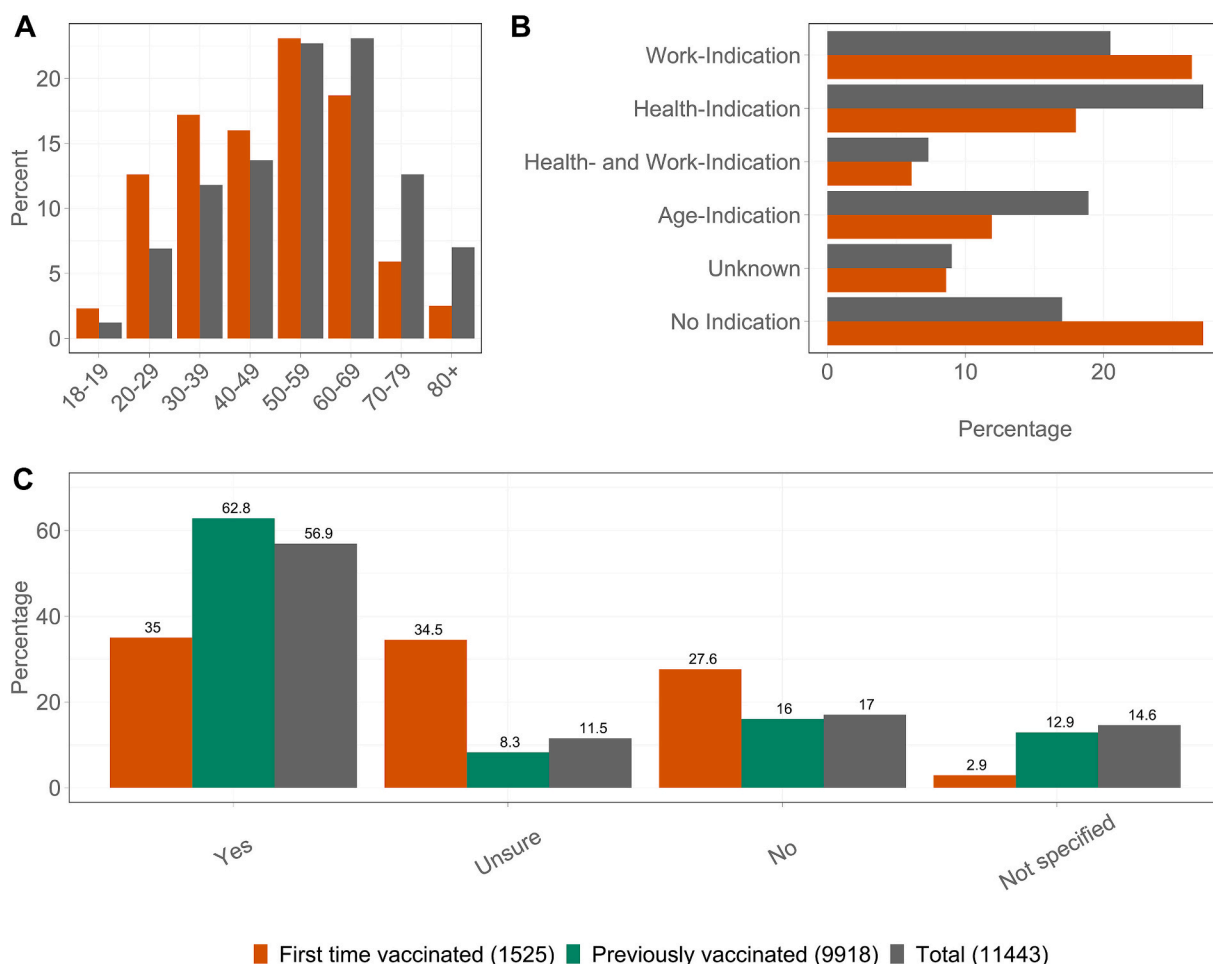 A
Percent
20
15
10
5
0
18-19
20-29
30-39
40-49
50-59
60-69
70-79
80+
B
Work-Indication
Health-Indication
Health- and Work-Indication
Age-Indication
Unknown
No Indication
0
10
20
Percentage
C
Percentage
60
40
20
0
35
62.8
56.9
34.5
8.3
11.5
27.6
16
17
2.9
12.9
14.6
Yes
Unsure
No
Not specified
First time vaccinated (1525) Previously vaccinated (9918) Total (11443)